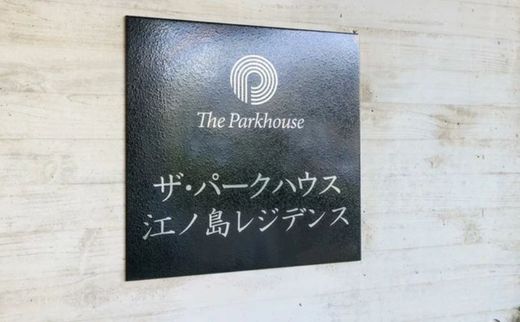 The Parkhouse
ザ・パークハウス
江ノ島レジデンス